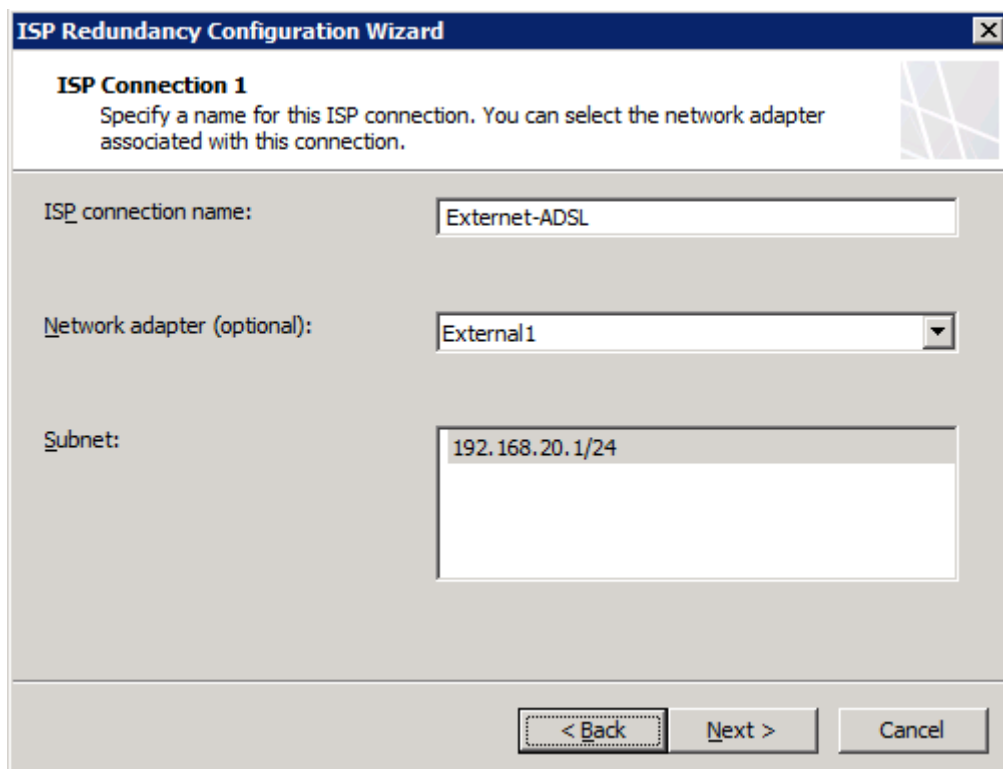 ISP Redundancy Configuration Wizard
ISP Connection 1
Specify a name for this ISP connection. You can select the network adapter
associated with this connection.
ISP connection name:
Externet-ADSL
Network adapter (optional):
External1
Subnet:
192.168.20.1/24
< Back
Next >
Cancel